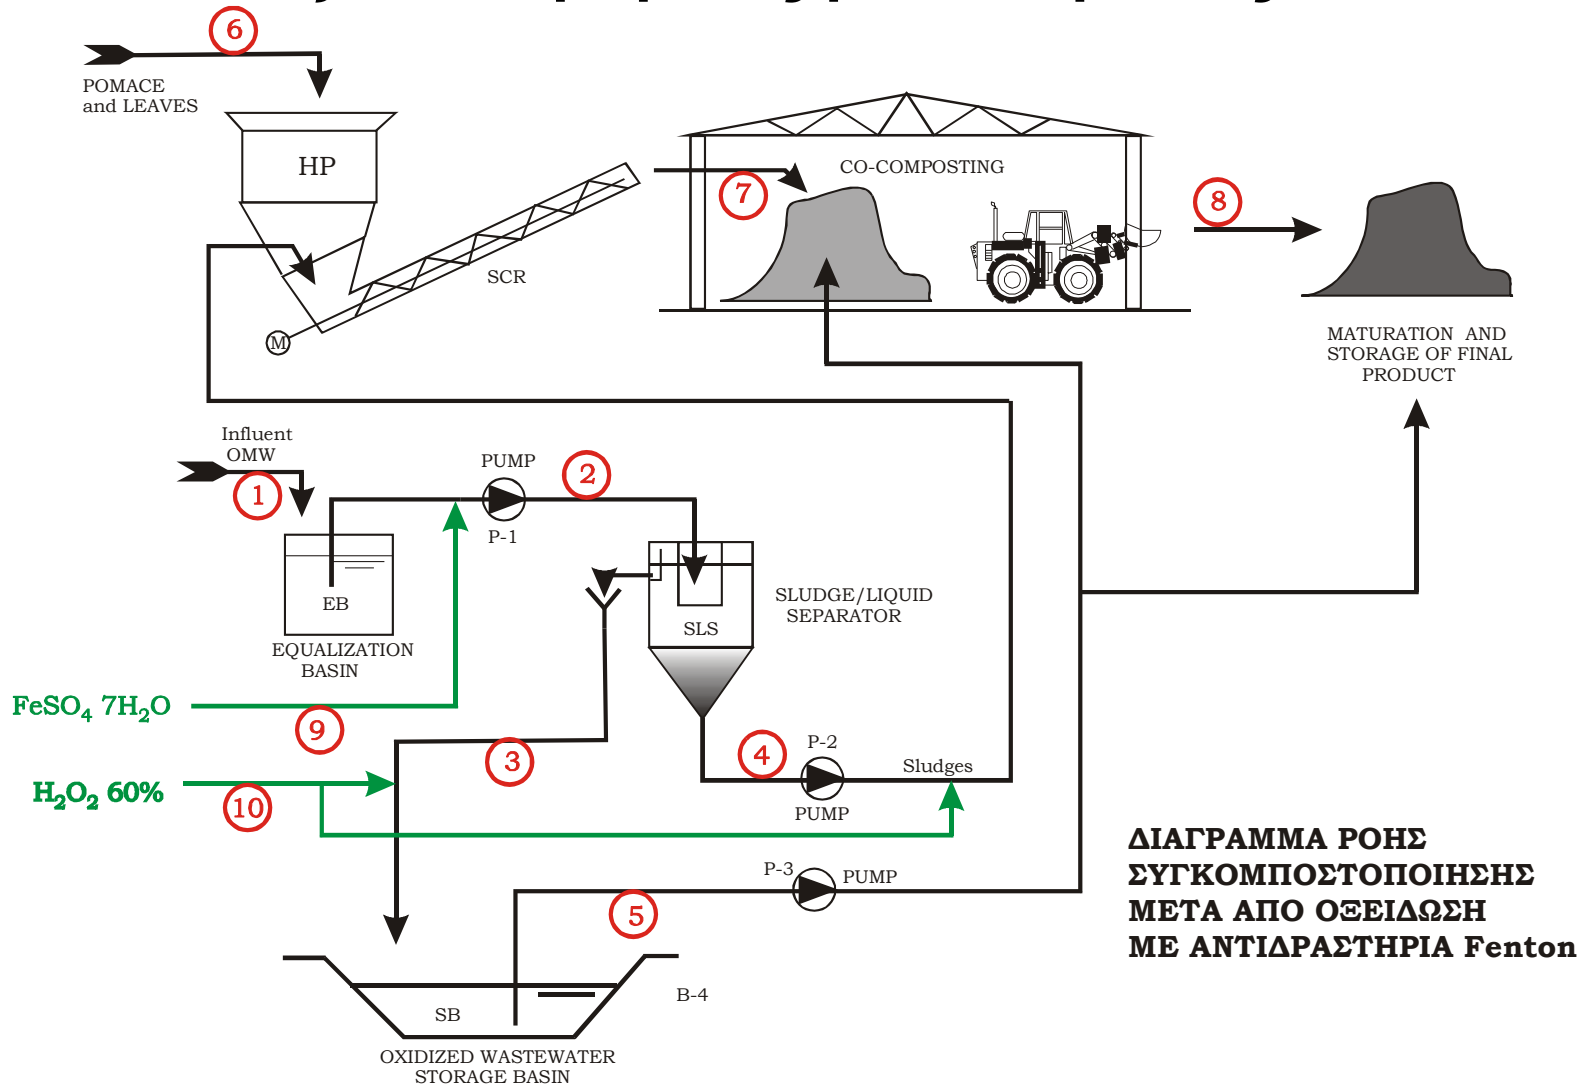 6
POMACE
and LEAVES
HP
SCR
M
7
CO-COMPOSTING
8
MATURATION AND
STORAGE OF FINAL
PRODUCT
Influent
OMW
1
PUMP
P-1
2
EB
EQUALIZATION
BASIN
SLS
SLUDGE/LIQUID
SEPARATOR
FeSO₄ 7H₂O
9
3
4
P-2
PUMP
Sludges
H₂O₂ 60%
10
P-3
PUMP
5
SB
B-4
OXIDIZED WASTEWATER
STORAGE BASIN
ΔΙΑΓΡΑΜΜΑ ΡΟΗΣ
ΣΥΓΚΟΜΠΟΣΤΟΠΟΙΗΣΗΣ
ΜΕΤΑ ΑΠΟ ΟΞΕΙΔΩΣΗ
ΜΕ ΑΝΤΙΔΡΑΣΤΗΡΙΑ Fenton